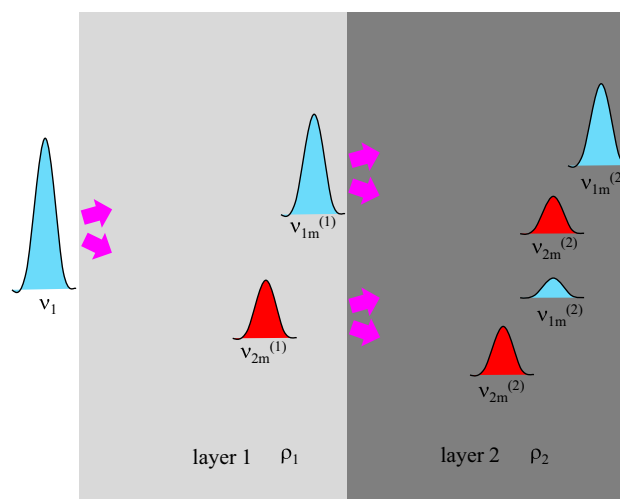 ν₁
ν₁ₘ⁽¹⁾
ν₂ₘ⁽¹⁾
ν₁ₘ⁽²⁾
ν₂ₘ⁽²⁾
ν₁ₘ⁽²⁾
ν₂ₘ⁽²⁾
layer 1 ρ₁
layer 2 ρ₂